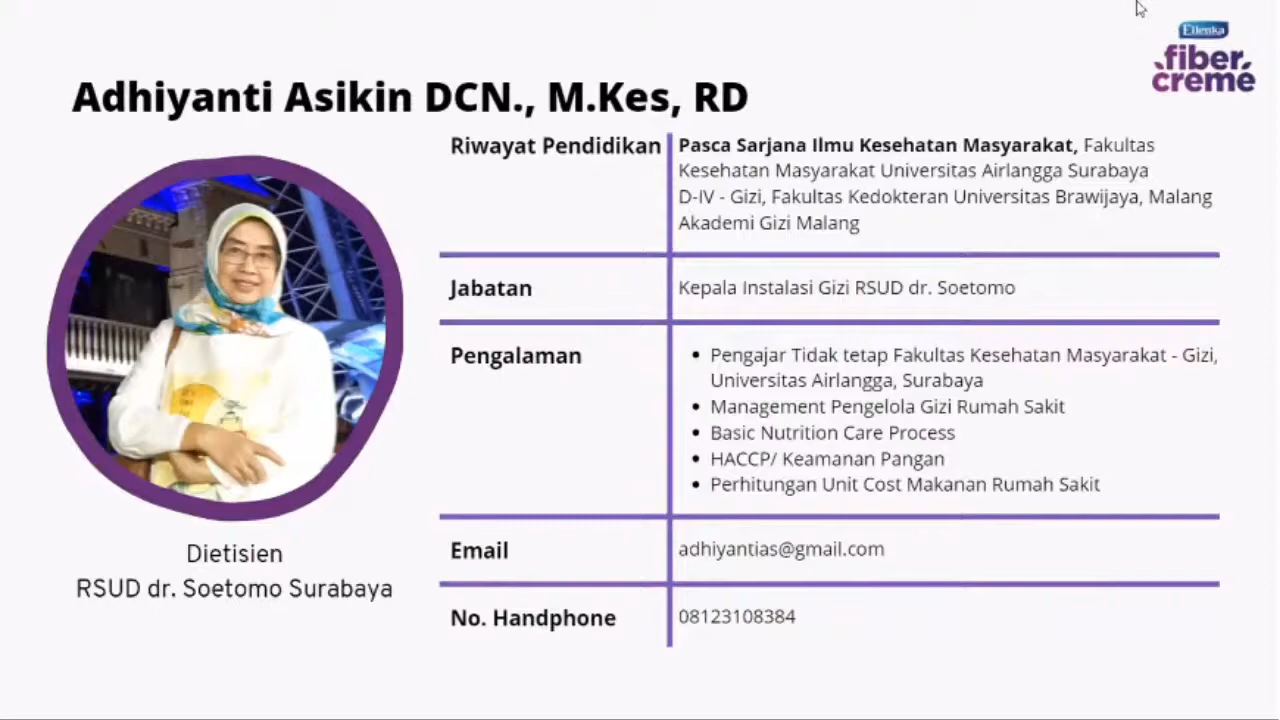 Ellenka
fiber
creme
Adhiyanti Asikin DCN., M.Kes, RD
Riwayat Pendidikan
Pasca Sarjana Ilmu Kesehatan Masyarakat, Fakultas
Kesehatan Masyarakat Universitas Airlangga Surabaya
D-IV - Gizi, Fakultas Kedokteran Universitas Brawijaya, Malang
Akademi Gizi Malang
Jabatan
Kepala Instalasi Gizi RSUD dr. Soetomo
Pengalaman
• Pengajar Tidak tetap Fakultas Kesehatan Masyarakat - Gizi,
Universitas Airlangga, Surabaya
• Management Pengelola Gizi Rumah Sakit
• Basic Nutrition Care Process
• HACCP/ Keamanan Pangan
• Perhitungan Unit Cost Makanan Rumah Sakit
Email
adhiyantias@gmail.com
No. Handphone
08123108384
Dietisien
RSUD dr. Soetomo Surabaya